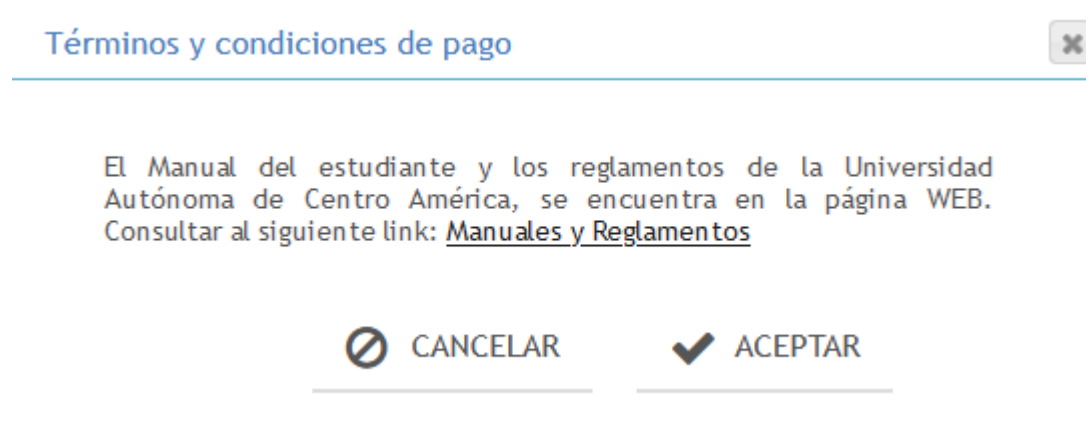 Términos y condiciones de pago
El Manual del estudiante y los reglamentos de la Universidad
Autónoma de Centro América, se encuentra en la página WEB.
Consultar al siguiente link: Manuales y Reglamentos
CANCELAR
ACEPTAR